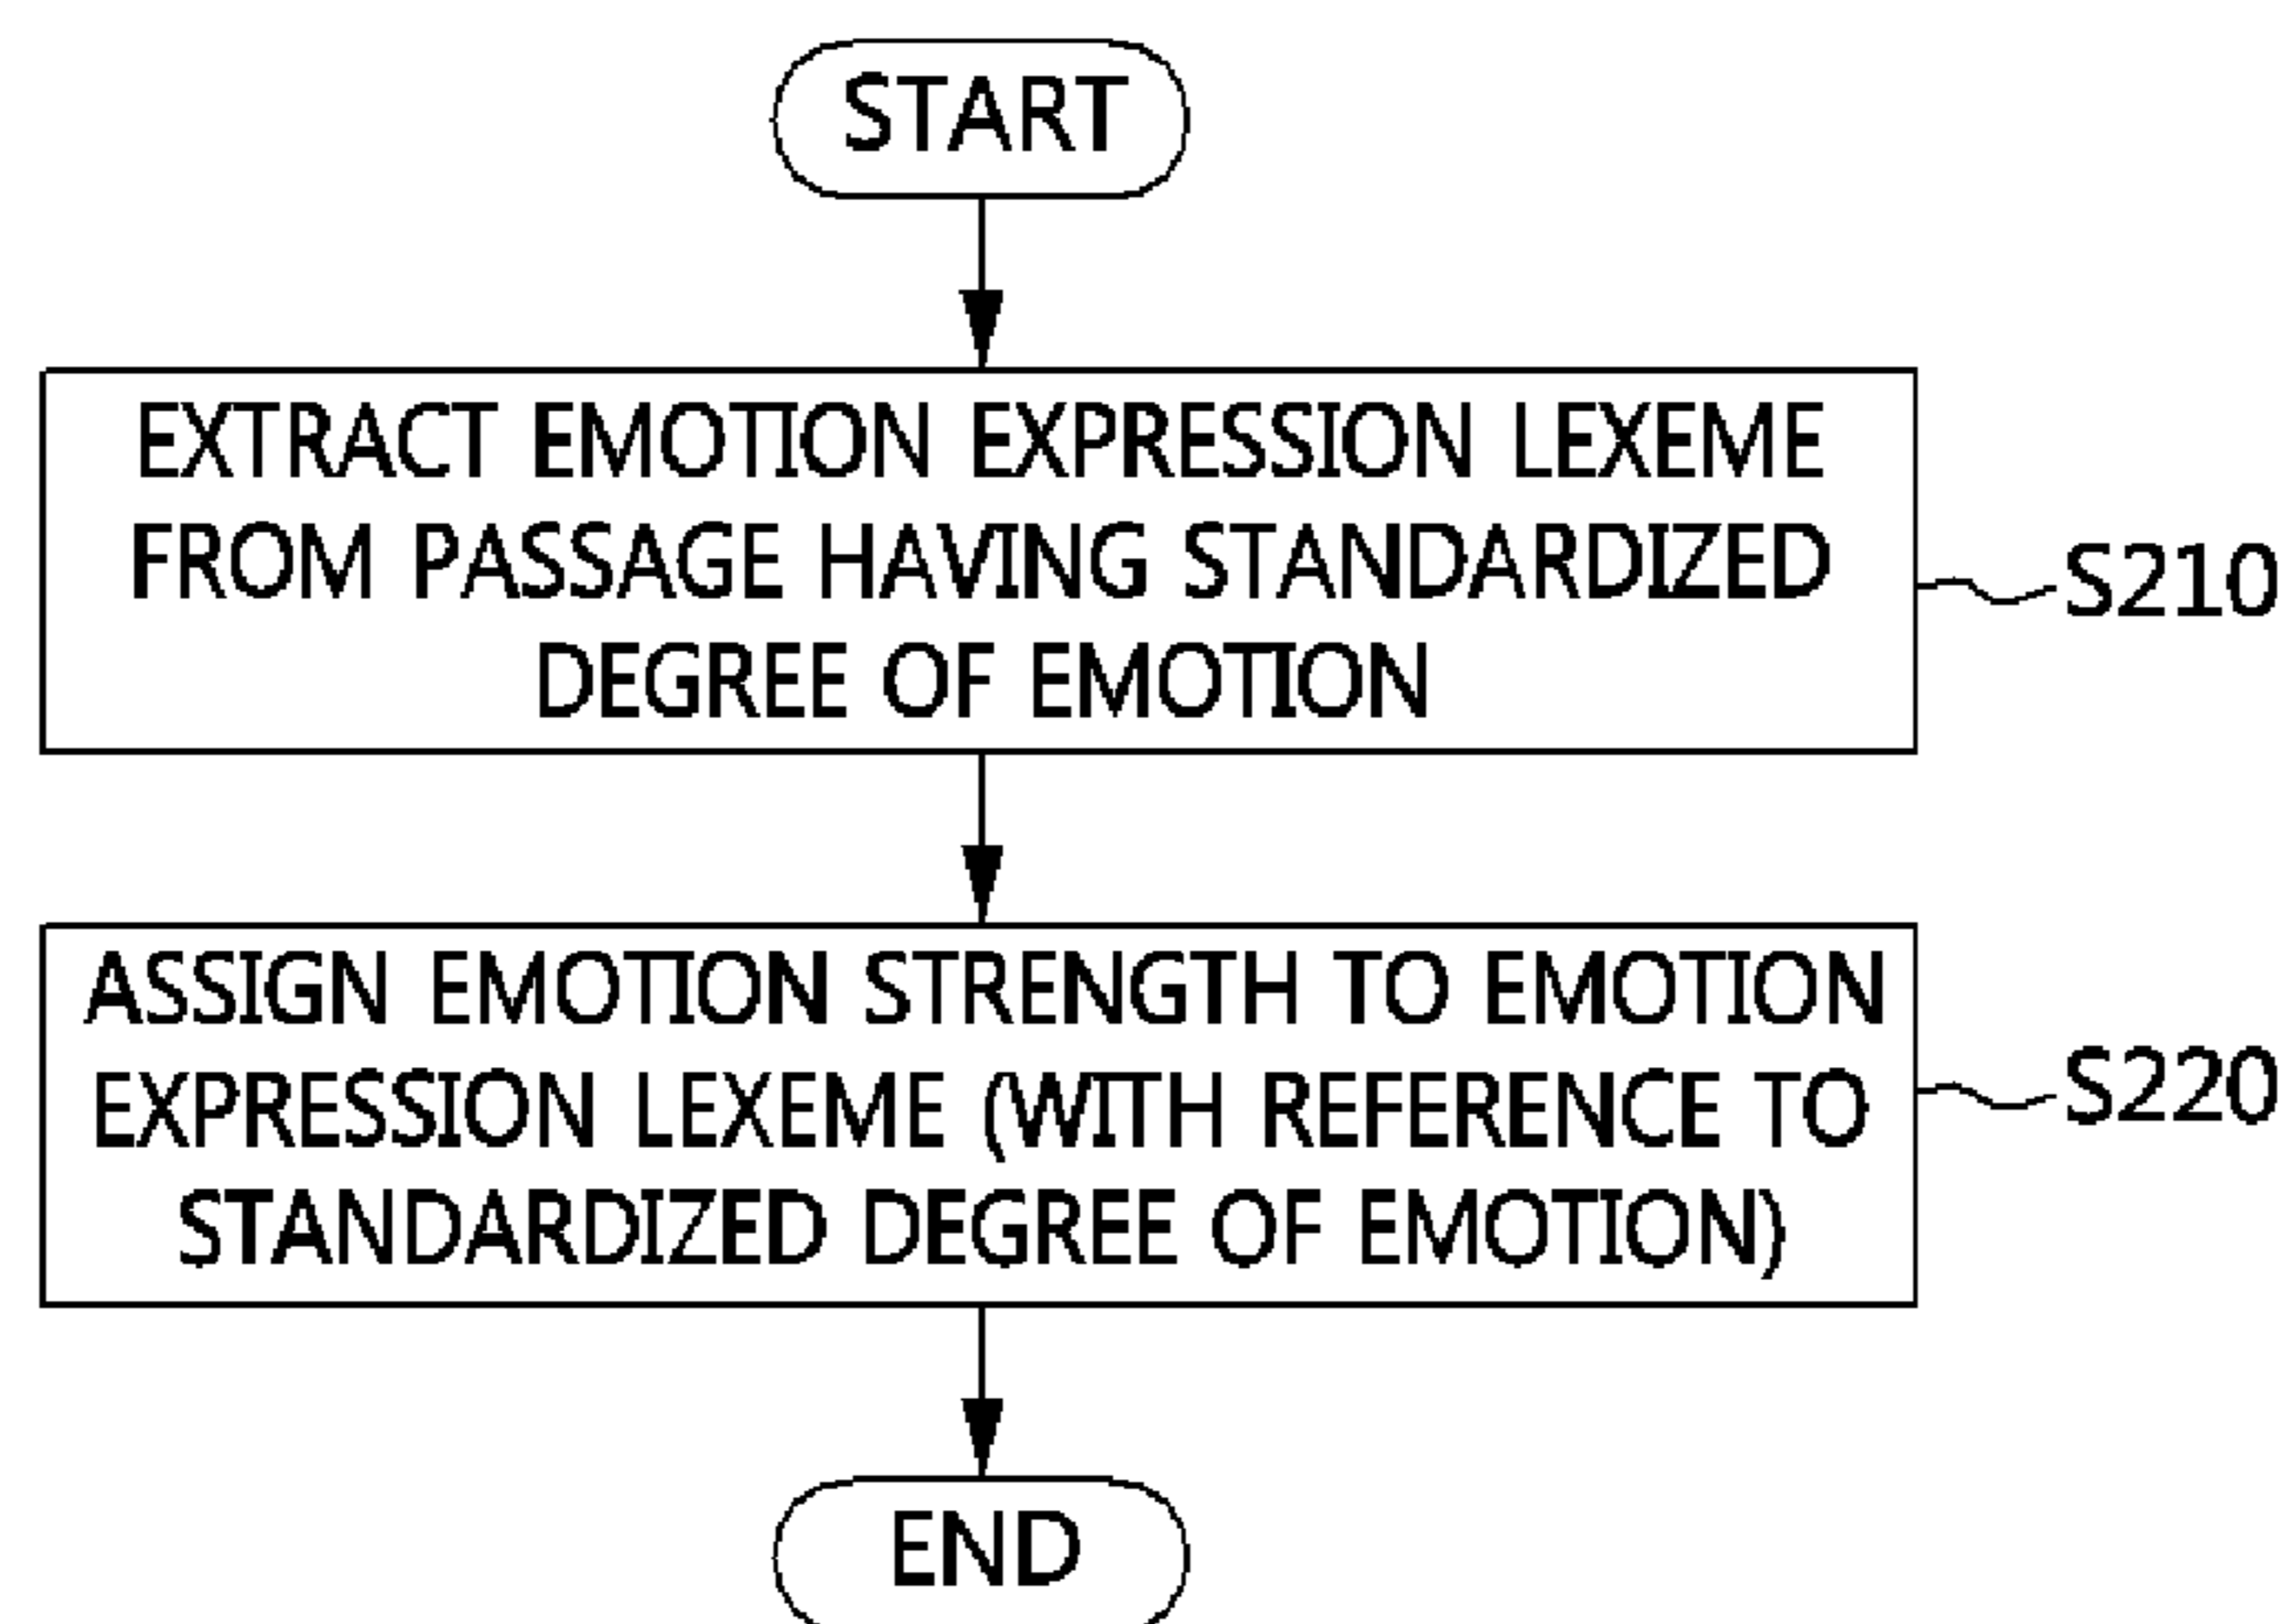 START
EXTRACT EMOTION EXPRESSION LEXEME
FROM PASSAGE HAVING STANDARDIZED
DEGREE OF EMOTION
S210
ASSIGN EMOTION STRENGTH TO EMOTION
EXPRESSION LEXEME (WITH REFERENCE TO
STANDARDIZED DEGREE OF EMOTION)
S220
END